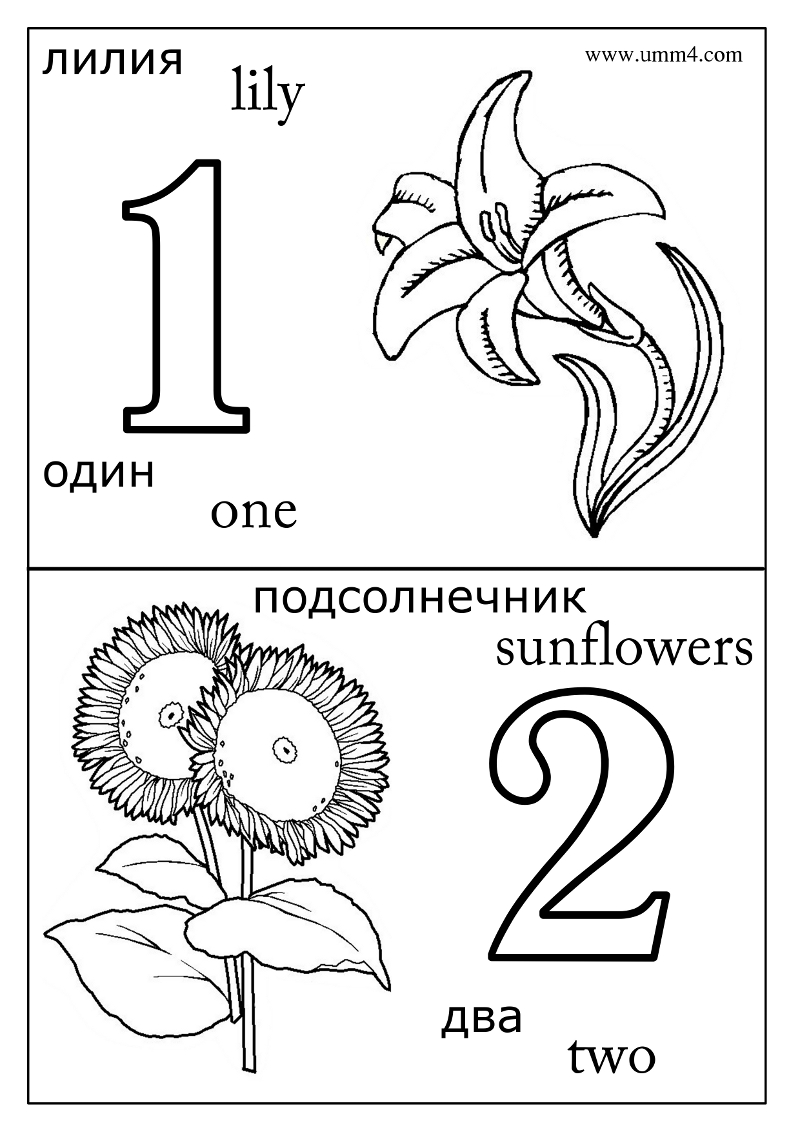 лилия
www.umm4.com
lily
1
один
one
подсолнечник
sunflowers
2
два
two